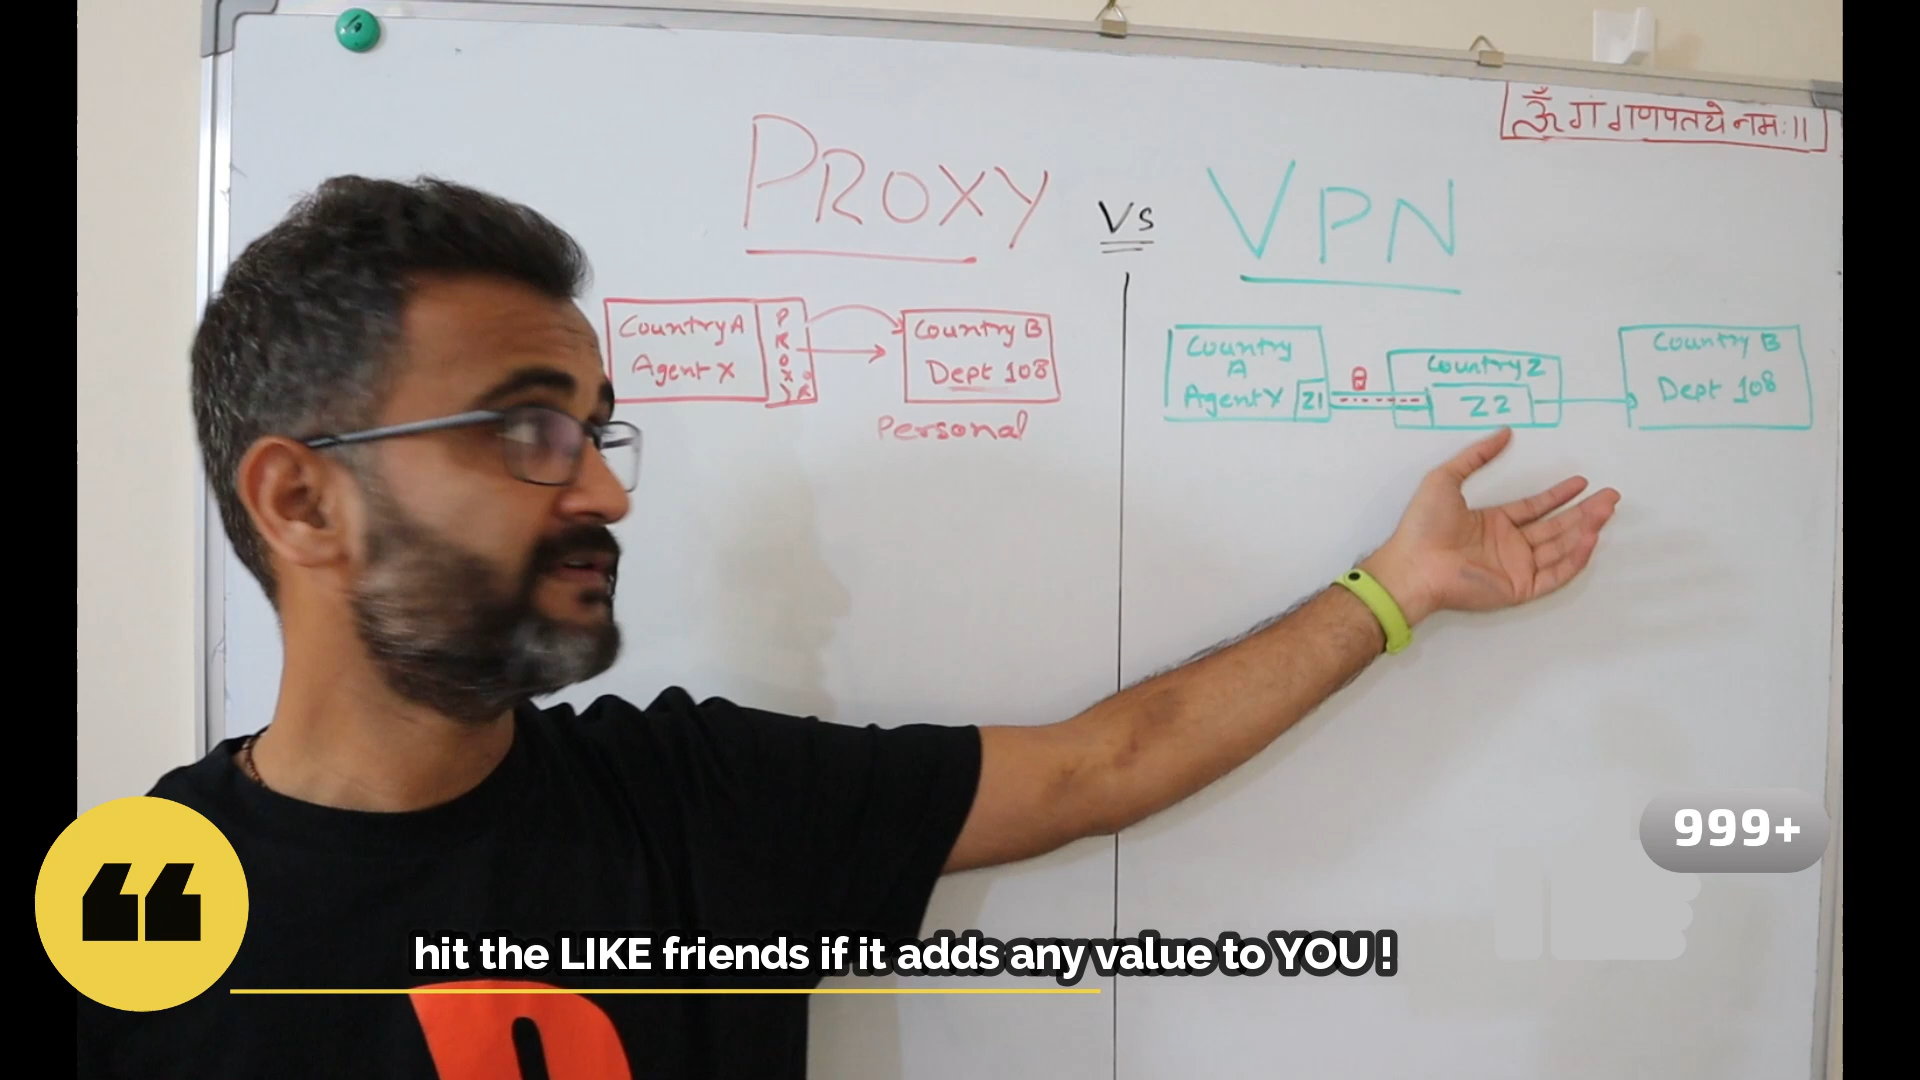 ॐ गं गणपतये नमः॥
PROXY
Vs
VPN
Country A
Agent X
PROXY
Country B
Dept 108
Personal
Country
A
Agent Y
Z1
Country Z
Z2
Country B
Dept 108
999+
hit the LIKE friends if it adds any value to YOU !